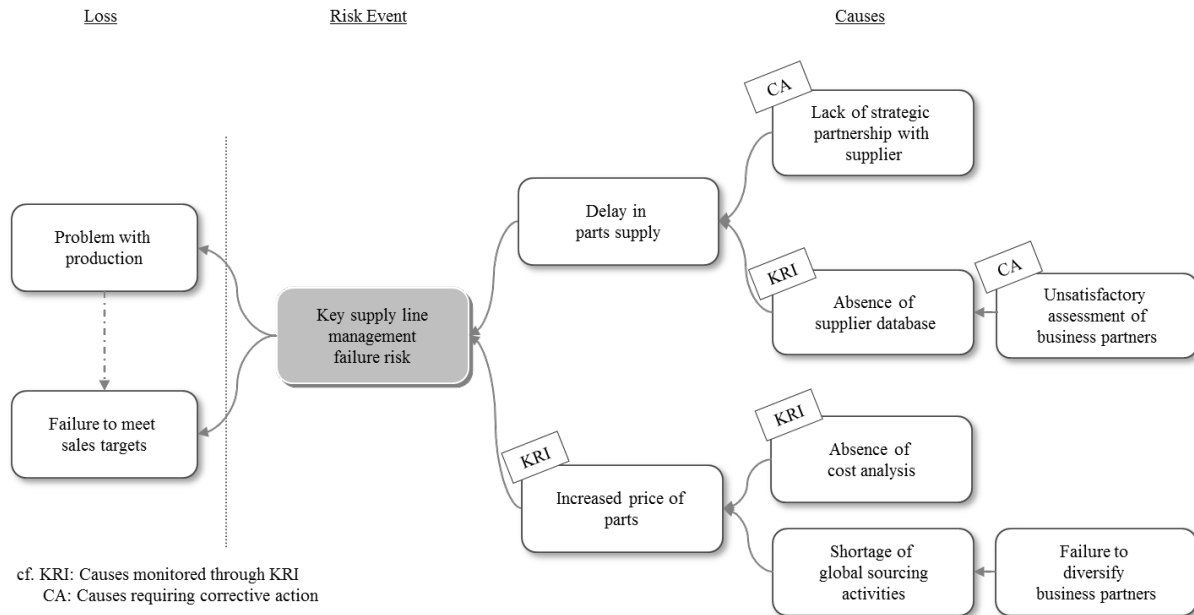 Loss
Risk Event
Causes
CA
Lack of strategic
partnership with
supplier
Delay in
parts supply
Problem with
production
KRI
Absence of
supplier database
CA
Unsatisfactory
assessment of
business partners
Key supply line
management
failure risk
Failure to meet
sales targets
KRI
Increased price of
parts
KRI
Absence of
cost analysis
Shortage of
global sourcing
activities
Failure to
diversify
business partners
cf. KRI: Causes monitored through KRI
CA: Causes requiring corrective action